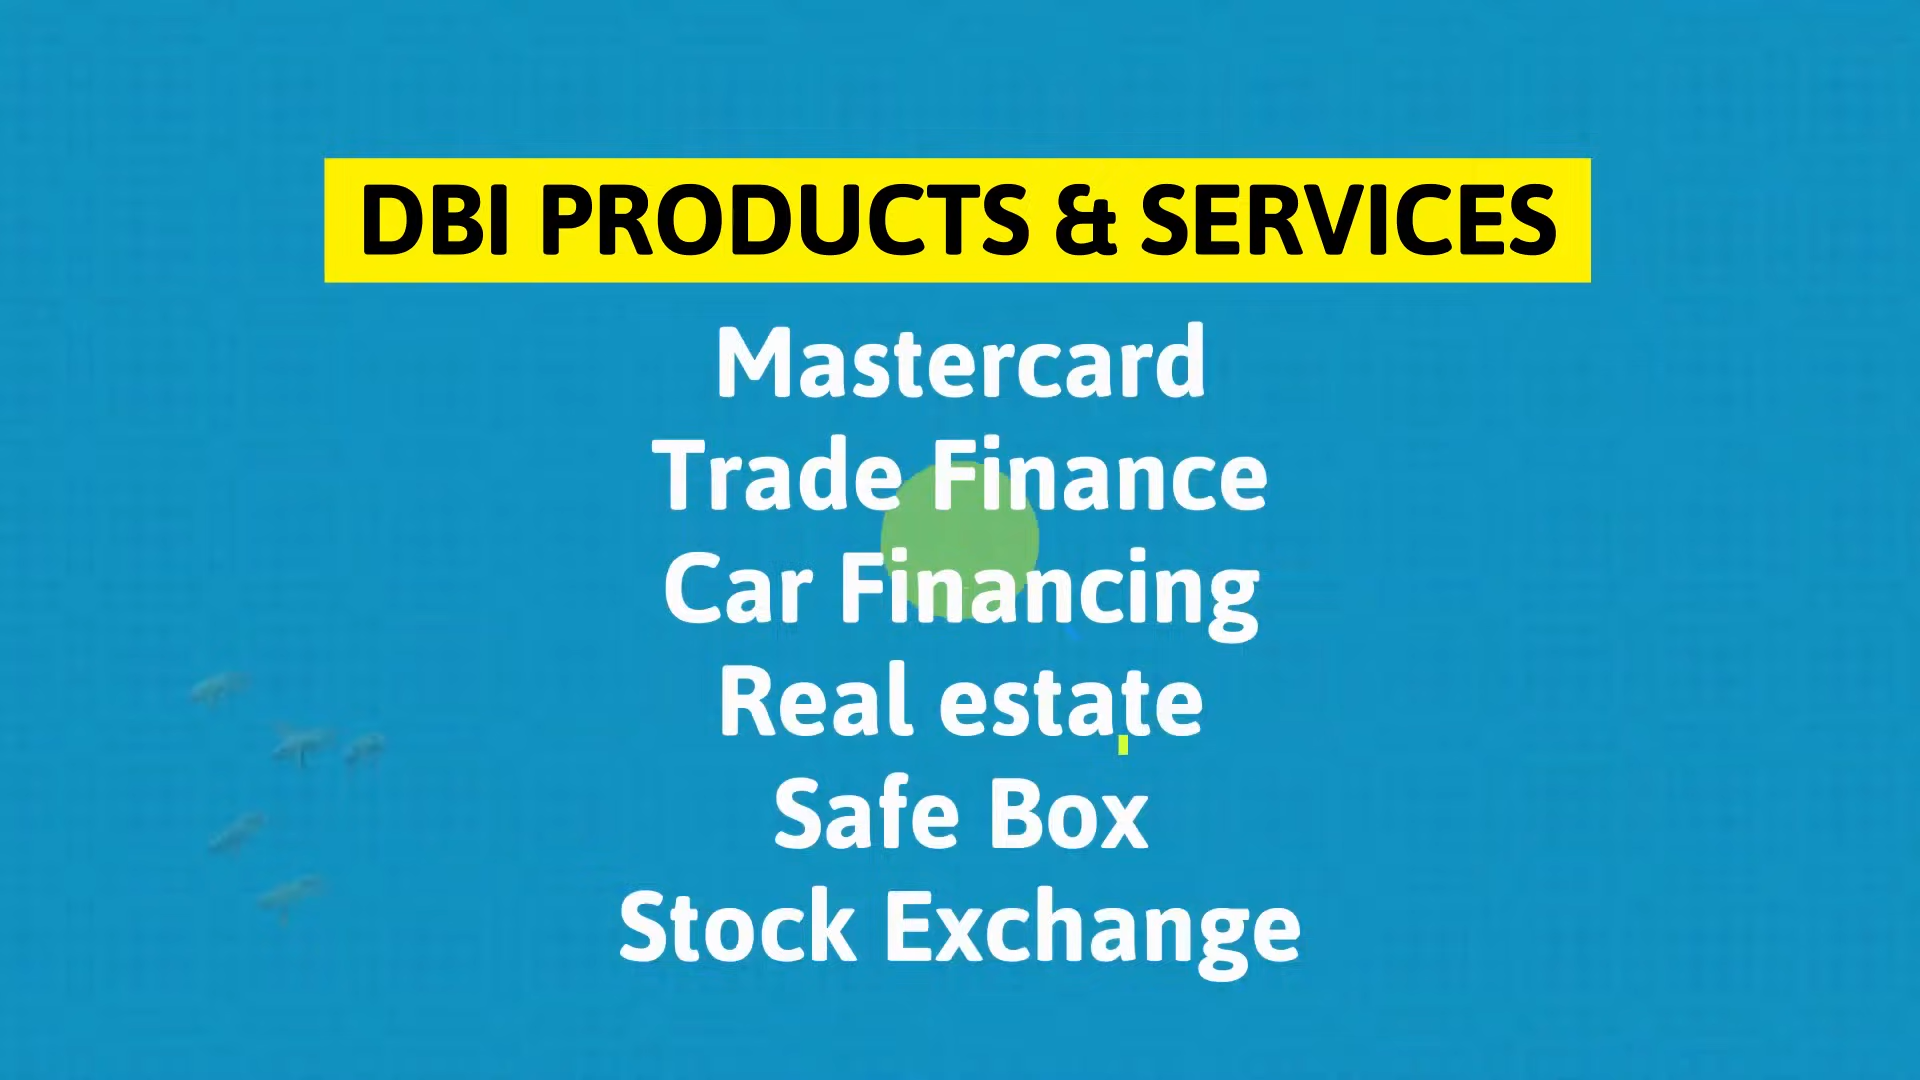 DBI PRODUCTS & SERVICES
Mastercard
Trade Finance
Car Financing
Real estate
Safe Box
Stock Exchange